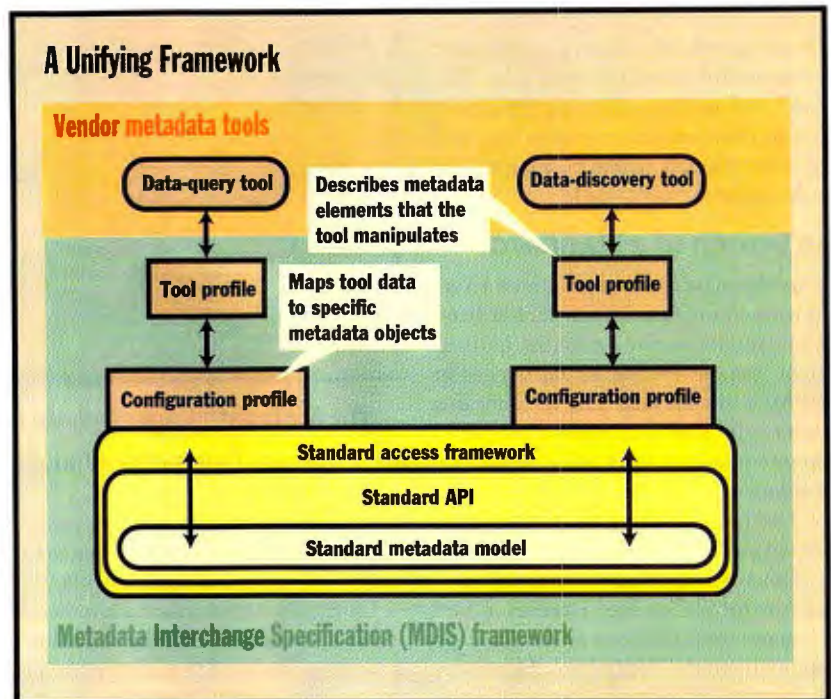 A Unifying Framework
Vendor metadata tools
Data-query tool
Describes metadata
elements that the
tool manipulates
Data-discovery tool
Tool profile
Maps tool data
to specific
metadata objects
Tool profile
Configuration profile
Configuration profile
Standard access framework
Standard API
Standard metadata model
Metadata Interchange Specification (MDIS) framework